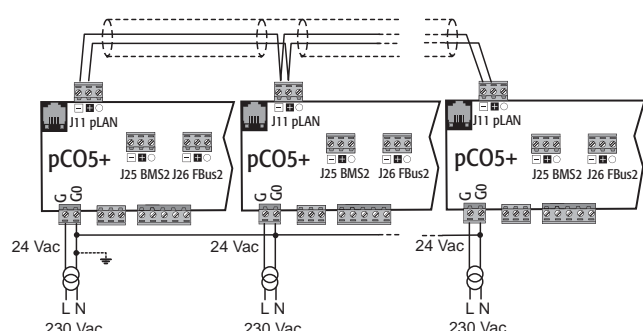 J11 pLAN
J11 pLAN
J11 pLAN
pCO5+
J25 BMS2 J26 FBus2
pCO5+
J25 BMS2 J26 FBus2
pCO5+
J25 BMS2 J26 FBus2
G
G0
G
G0
G
G0
24 Vac
24 Vac
24 Vac
L N
L N
L N
230 Vac
230 Vac
230 Vac